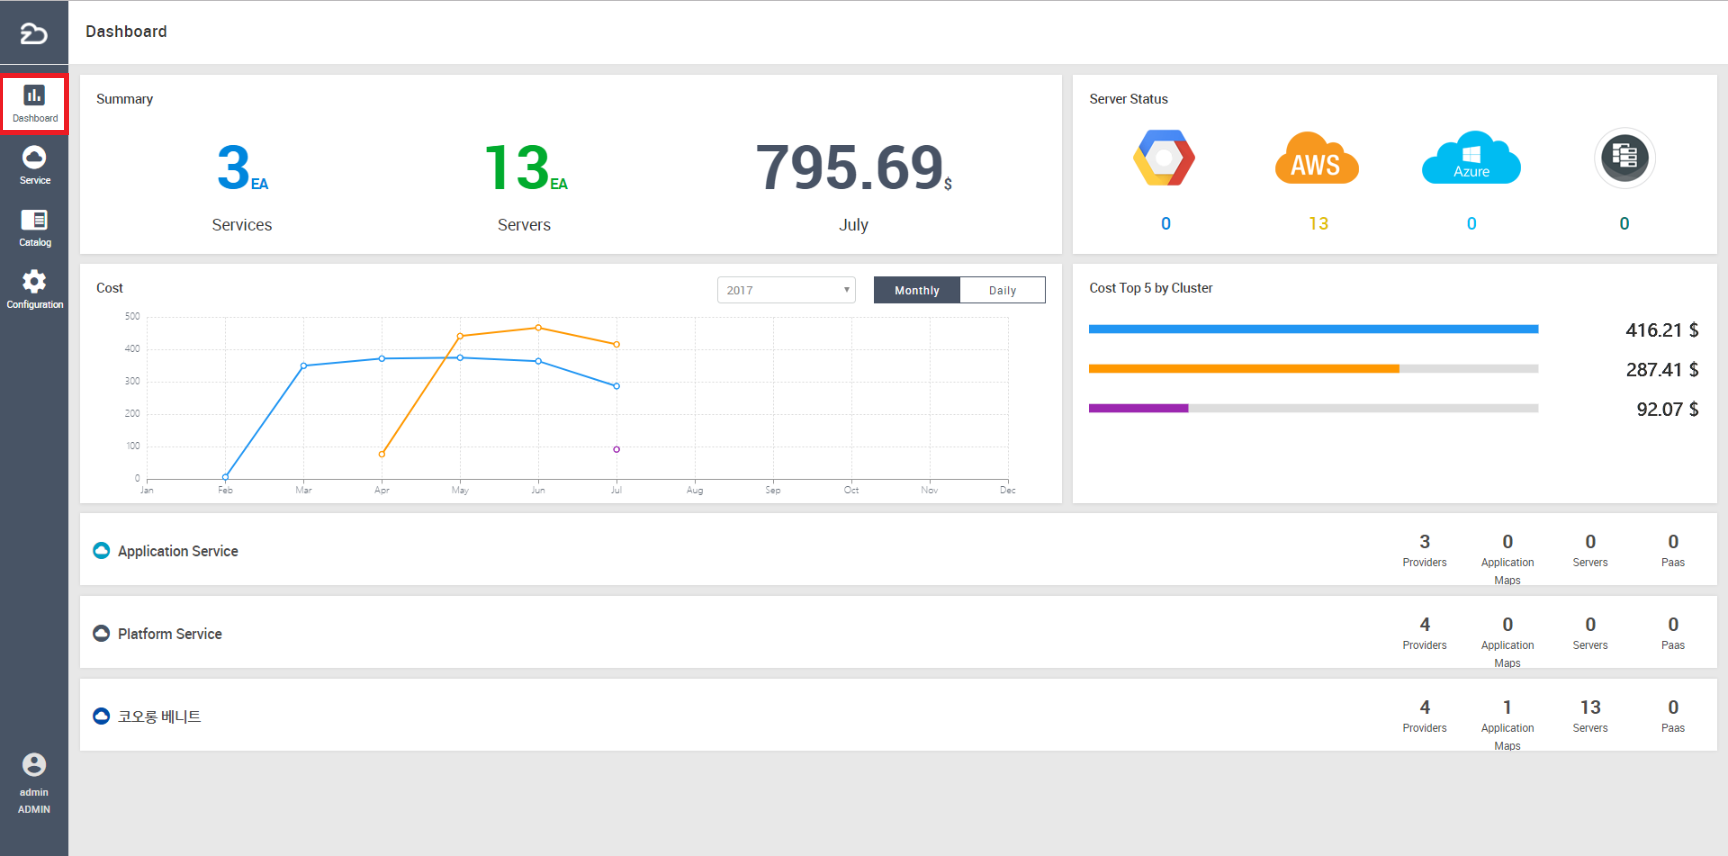 Dashboard
Dashboard
Service
Catalog
Configuration
admin
ADMIN
Summary
3EA
Services
13EA
Servers
795.69$
July
Server Status
AWS
Azure
0
13
0
0
Cost
2017
Monthly
Daily
500
400
300
200
100
0
Jan Feb Mar Apr May Jun Jul Aug Sep Oct Nov Dec
Cost Top 5 by Cluster
416.21 $
287.41 $
92.07 $
Application Service
3
Providers
0
Application
Maps
0
Servers
0
Paas
Platform Service
4
Providers
0
Application
Maps
0
Servers
0
Paas
코오롱 베니트
4
Providers
1
Application
Maps
13
Servers
0
Paas